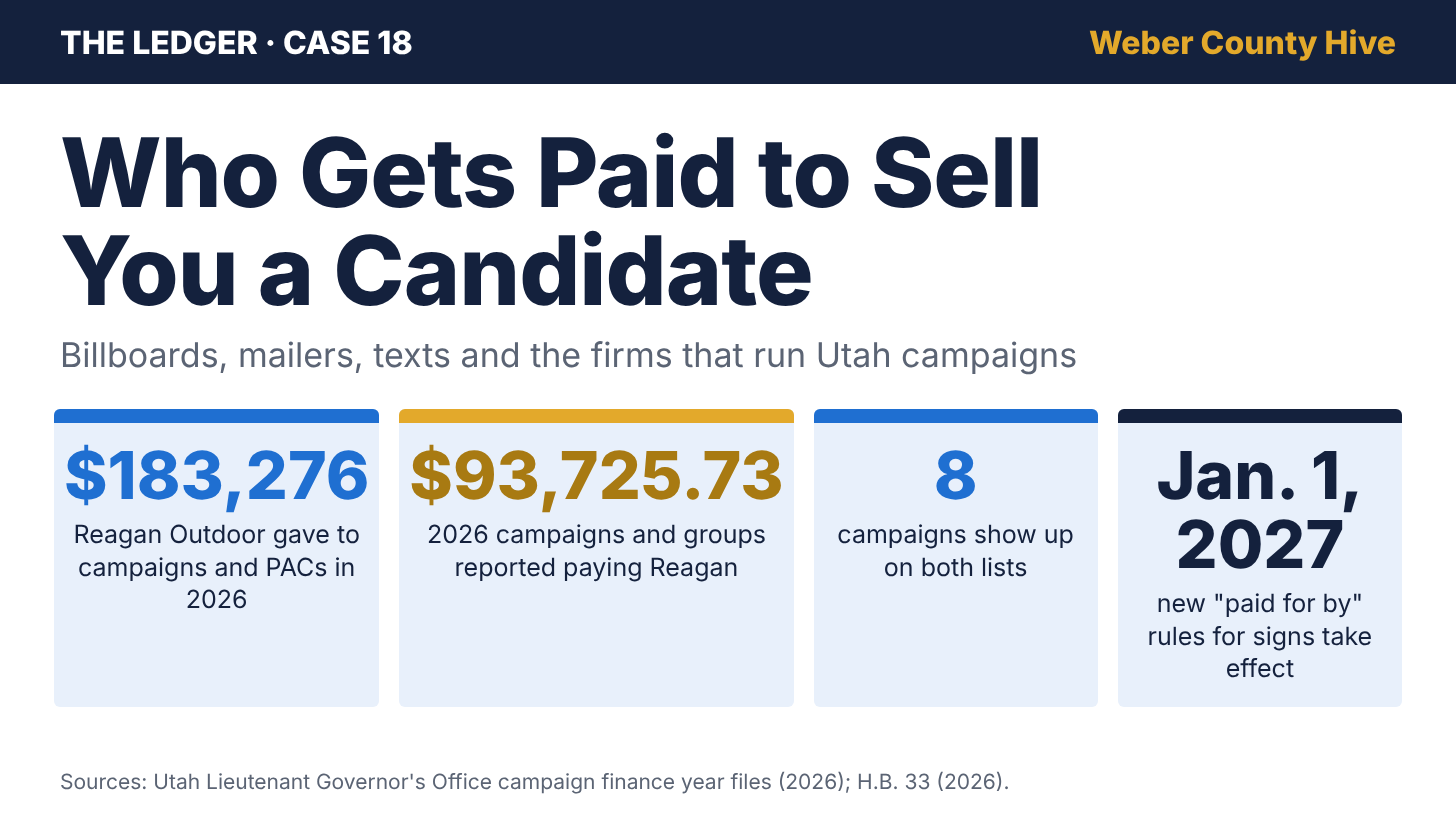 THE LEDGER · CASE 18
Weber County Hive
Who Gets Paid to Sell
You a Candidate
Billboards, mailers, texts and the firms that run Utah campaigns
$183,276
Reagan Outdoor gave to
campaigns and PACs in
2026
$93,725.73
2026 campaigns and groups
reported paying Reagan
8
campaigns show up
on both lists
Jan. 1,
2027
new "paid for by"
rules for signs take
effect
Sources: Utah Lieutenant Governor's Office campaign finance year files (2026); H.B. 33 (2026).